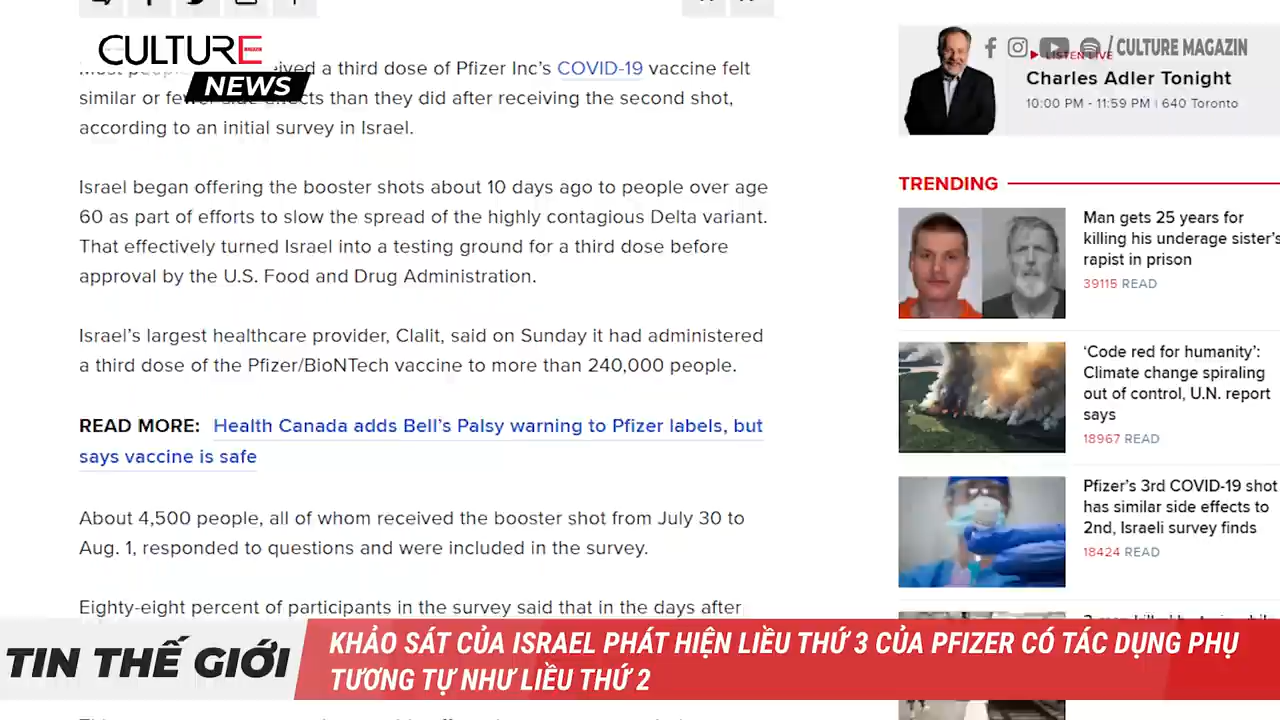 CULTURE
NEWS
/ CULTURE MAGAZIN
eived a third dose of Pfizer Inc's COVID-19 vaccine felt
similar or fewer side effects than they did after receiving the second shot,
according to an initial survey in Israel.
Israel began offering the booster shots about 10 days ago to people over age
60 as part of efforts to slow the spread of the highly contagious Delta variant.
That effectively turned Israel into a testing ground for a third dose before
approval by the U.S. Food and Drug Administration.
Israel's largest healthcare provider, Clalit, said on Sunday it had administered
a third dose of the Pfizer/BioNTech vaccine to more than 240,000 people.
READ MORE: Health Canada adds Bell's Palsy warning to Pfizer labels, but
says vaccine is safe
About 4,500 people, all of whom received the booster shot from July 30 to
Aug. 1, responded to questions and were included in the survey.
Eighty-eight percent of participants in the survey said that in the days after
LISTEN LIVE
Charles Adler Tonight
10:00 PM - 11:59 PM | 640 Toronto
TRENDING
Man gets 25 years for
killing his underage sister's
rapist in prison
39115 READ
'Code red for humanity':
Climate change spiraling
out of control, U.N. report
says
18967 READ
Pfizer's 3rd COVID-19 shot
has similar side effects to
2nd, Israeli survey finds
18424 READ
TIN THẾ GIỚI
KHẢO SÁT CỦA ISRAEL PHÁT HIỆN LIỀU THỨ 3 CỦA PFIZER CÓ TÁC DỤNG PHỤ
TƯƠNG TỰ NHƯ LIỀU THỨ 2